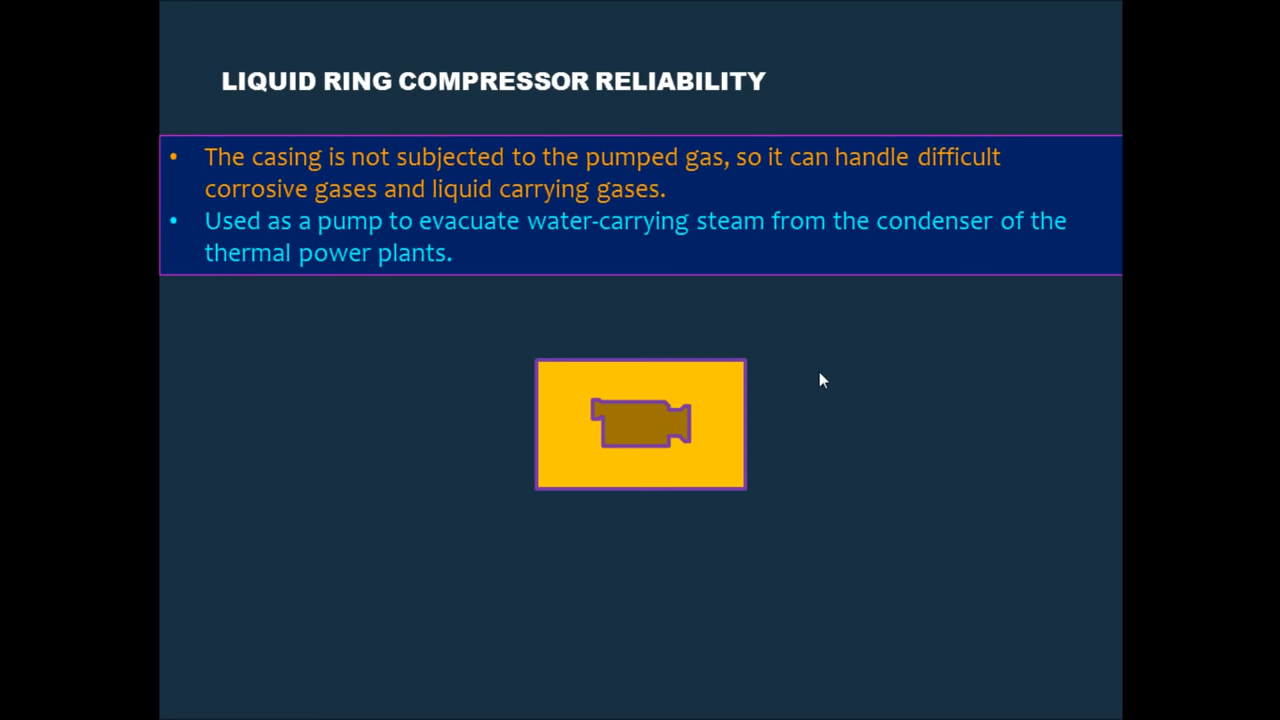 LIQUID RING COMPRESSOR RELIABILITY
• The casing is not subjected to the pumped gas, so it can handle difficult
corrosive gases and liquid carrying gases.
• Used as a pump to evacuate water-carrying steam from the condenser of the
thermal power plants.